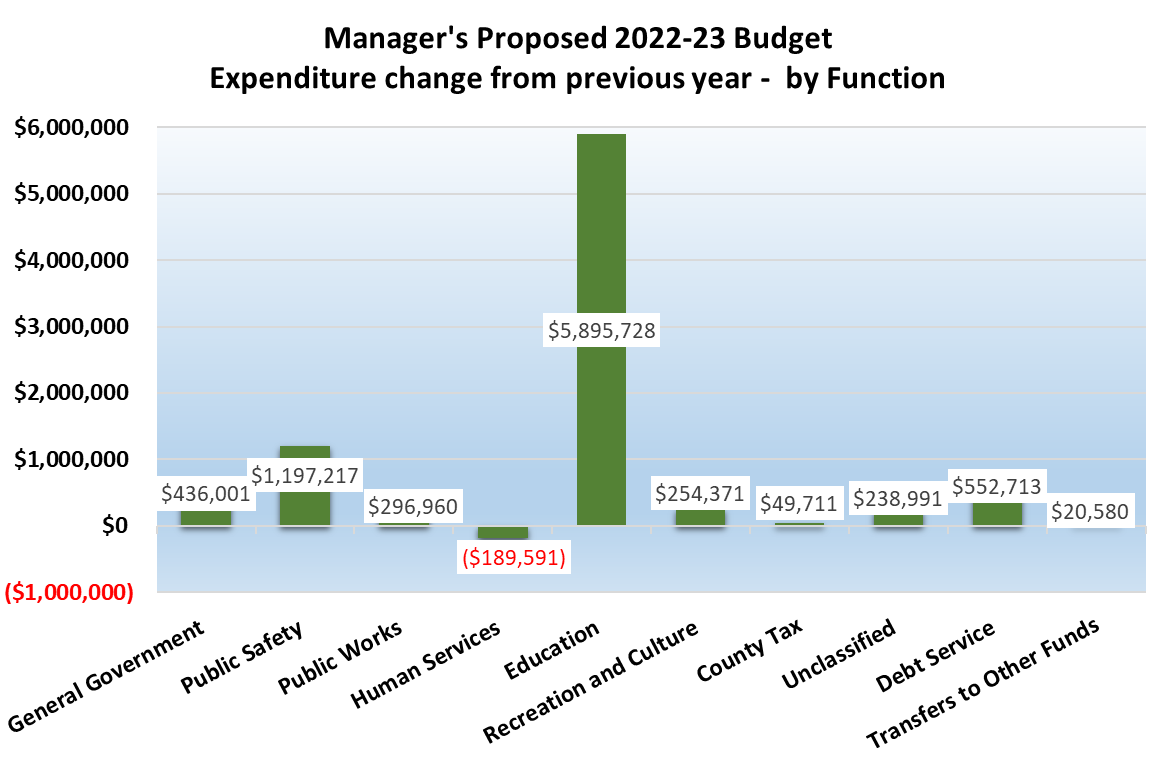 Manager's Proposed 2022-23 Budget
Expenditure change from previous year -  by Function
$6,000,000
$5,000,000
$4,000,000
$3,000,000
$2,000,000
$1,000,000
$0
($1,000,000)
$436,001
$1,197,217
$296,960
($189,591)
$5,895,728
$254,371
$49,711
$238,991
$552,713
$20,580
General Government
Public Safety
Public Works
Human Services
Education
Recreation and Culture
County Tax
Unclassified
Debt Service
Transfers to Other Funds